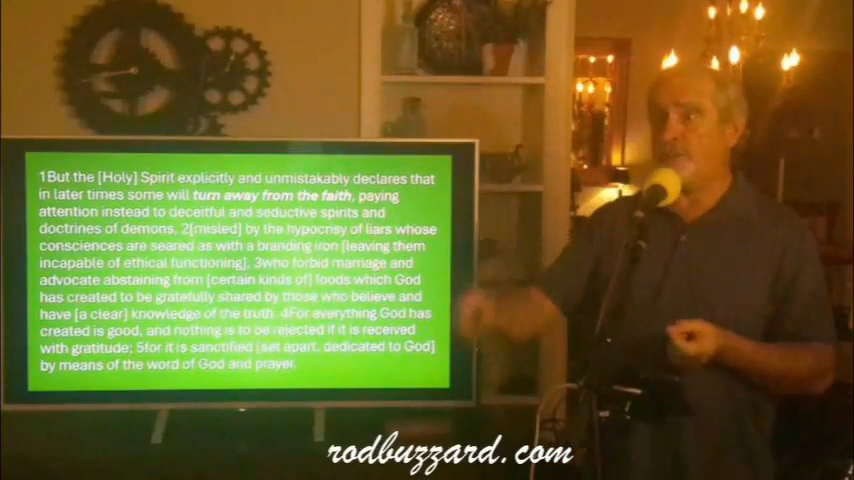 1But the [Holy] Spirit explicitly and unmistakably declares that
in later times some will turn away from the faith, paying
attention instead to deceitful and seductive spirits and
doctrines of demons, 2[misled] by the hypocrisy of liars whose
consciences are seared as with a branding iron [leaving them
incapable of ethical functioning], 3who forbid marriage and
advocate abstaining from [certain kinds of] foods which God
has created to be gratefully shared by those who believe and
have [a clear] knowledge of the truth. 4For everything God has
created is good, and nothing is to be rejected if it is received
with gratitude; 5for it is sanctified [set apart, dedicated to God]
by means of the word of God and prayer.
rodbuzzard.com